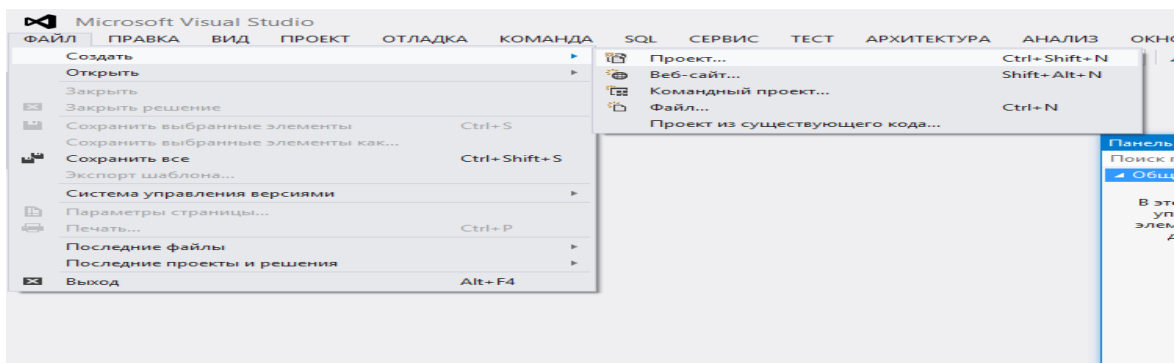 Microsoft Visual Studio
ФАЙЛ ПРАВКА ВИД ПРОЕКТ ОТЛАДКА КОМАНДА SQL СЕРВИС ТЕСТ АРХИТЕКТУРА АНАЛИЗ ОКНО
Создать
Открыть
Закрыть
Закрыть решение
Сохранить выбранные элементы Ctrl+S
Сохранить выбранные элементы как...
Сохранить все Ctrl+Shift+S
Экспорт шаблона...
Система управления версиями
Параметры страницы...
Печать... Ctrl+P
Последние файлы
Последние проекты и решения
Выход Alt+F4
Проект... Ctrl+Shift+N
Веб-сайт... Shift+Alt+N
Командный проект...
Файл... Ctrl+N
Проект из существующего кода...
Панель
Поиск
В